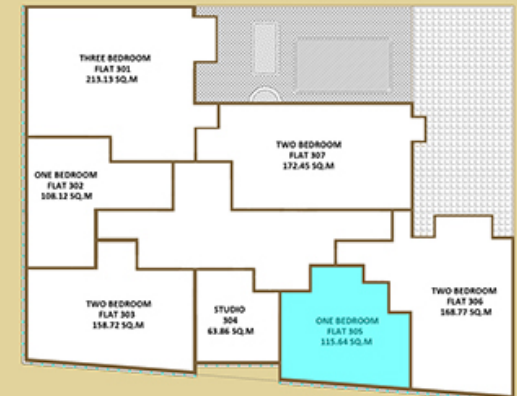 THREE BEDROOM
FLAT 301
213.13 SQ.M
TWO BEDROOM
FLAT 307
172.45 SQ.M
ONE BEDROOM
FLAT 302
108.12 SQ.M
TWO BEDROOM
FLAT 303
158.72 SQ.M
STUDIO
304
63.86 SQ.M
ONE BEDROOM
FLAT 305
115.64 SQ.M
TWO BEDROOM
FLAT 306
168.77 SQ.M